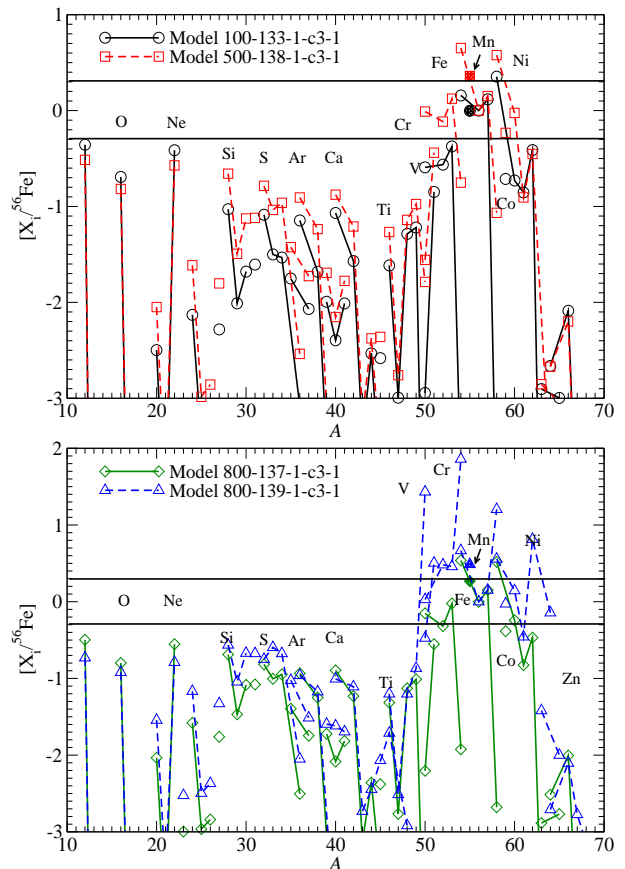 1
0
-1
-2
-3
[Xᵢ/⁵⁶Fe]
Model 100-133-1-c3-1
Model 500-138-1-c3-1
O
Ne
Si
S
Ar
Ca
Ti
Cr
V
Fe
Mn
Ni
Co
10 20 30 40 50 60 70
A
2
1
0
-1
-2
-3
[Xᵢ/⁵⁶Fe]
Model 800-137-1-c3-1
Model 800-139-1-c3-1
O
Ne
Si
S
Ar
Ca
Ti
V
Cr
Mn
Fe
Ni
Co
Zn
10 20 30 40 50 60 70
A